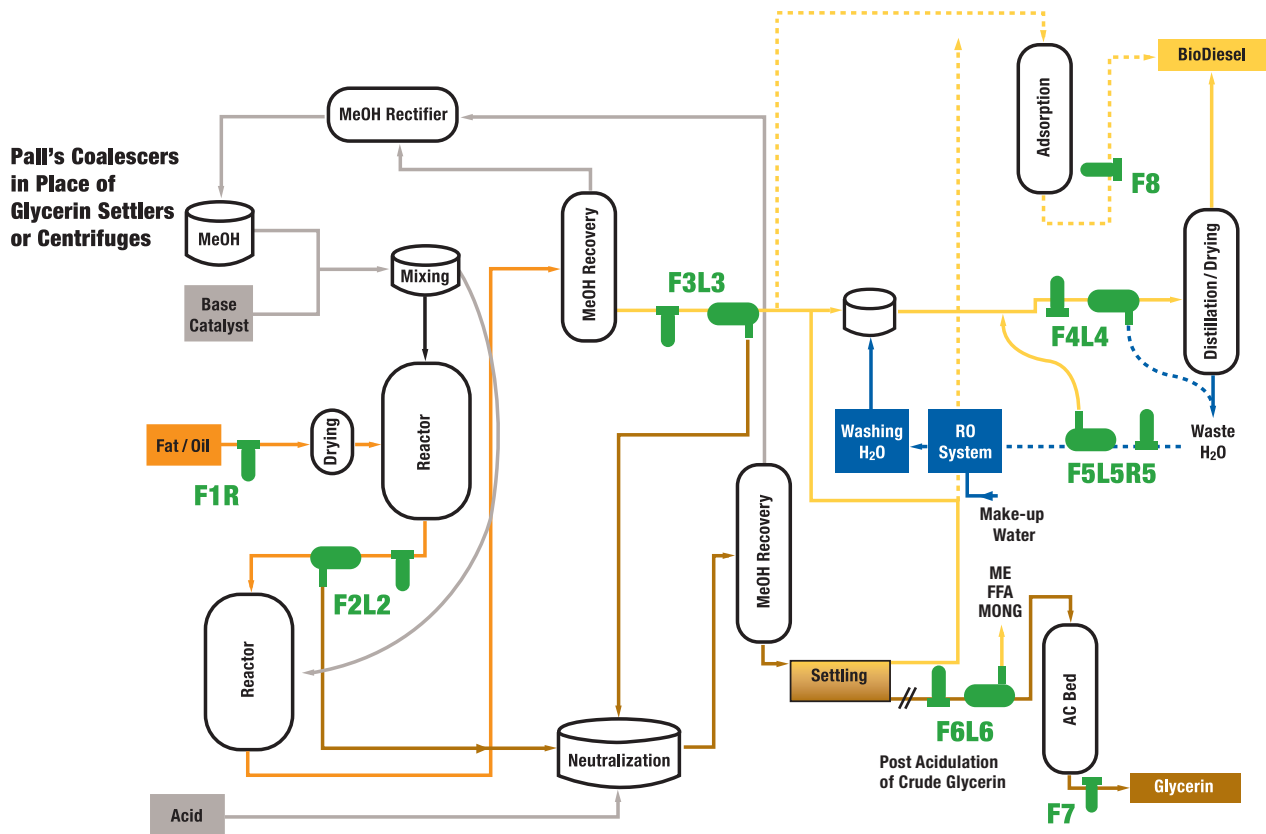 BioDiesel
Adsorption
F8
MeOH Rectifier
Pall's Coalescers
in Place of
Glycerin Settlers
or Centrifuges
MeOH
Base
Catalyst
Mixing
MeOH Recovery
F3L3
F4L4
Distillation / Drying
Fat / Oil
F1R
Drying
Reactor
Washing
H₂O
RO
System
F5L5R5
Waste
H₂O
Make-up
Water
F2L2
Reactor
MeOH Recovery
ME
FFA
MONG
Settling
F6L6
Post Acidulation
of Crude Glycerin
AC Bed
Neutralization
Acid
F7
Glycerin